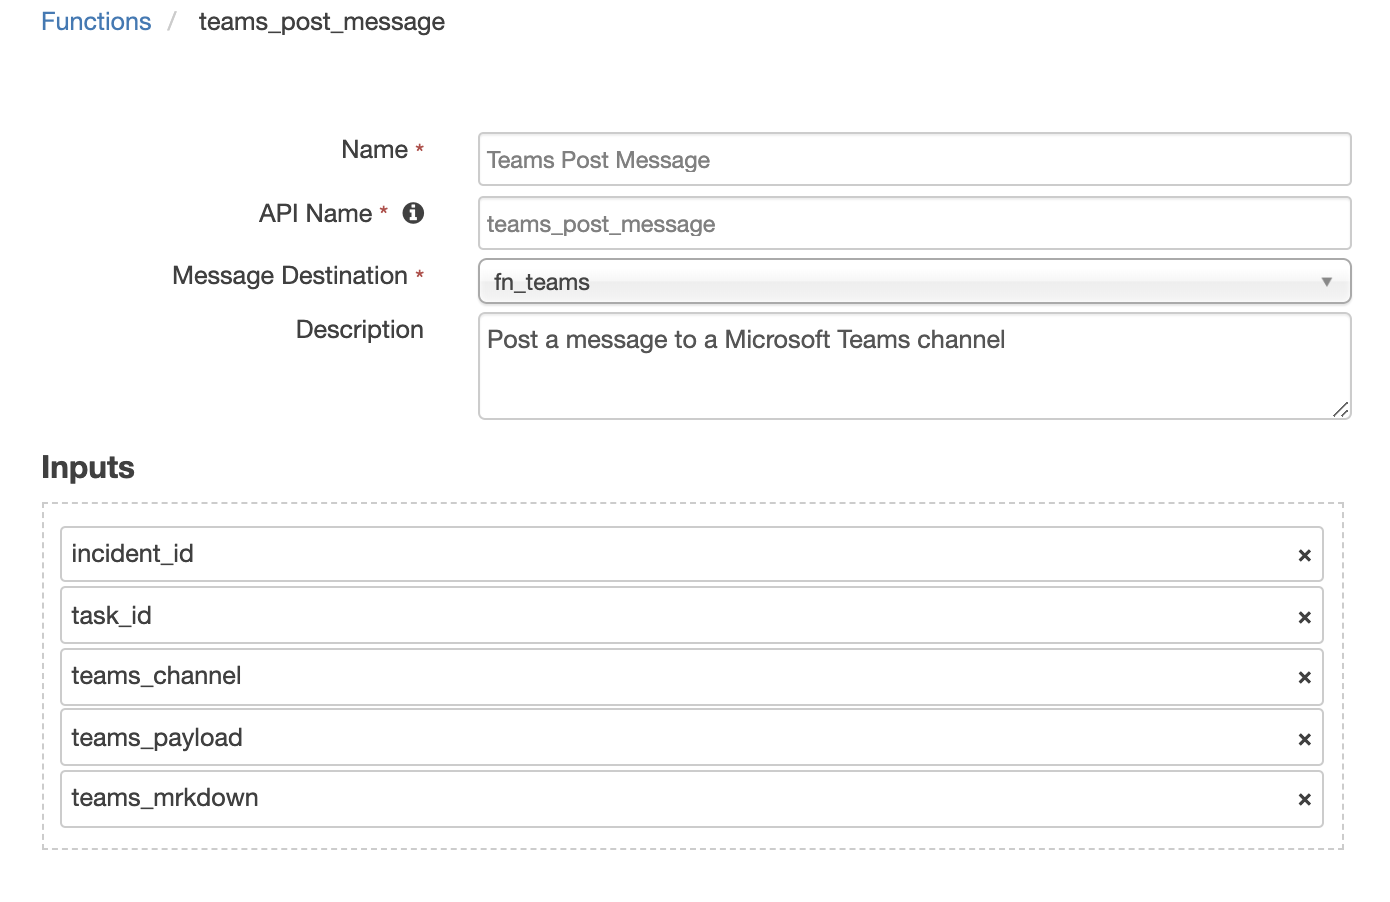 Functions / teams_post_message
Name *
Teams Post Message
API Name *
teams_post_message
Message Destination *
fn_teams
Description
Post a message to a Microsoft Teams channel
Inputs
incident_id
task_id
teams_channel
teams_payload
teams_mrkdown